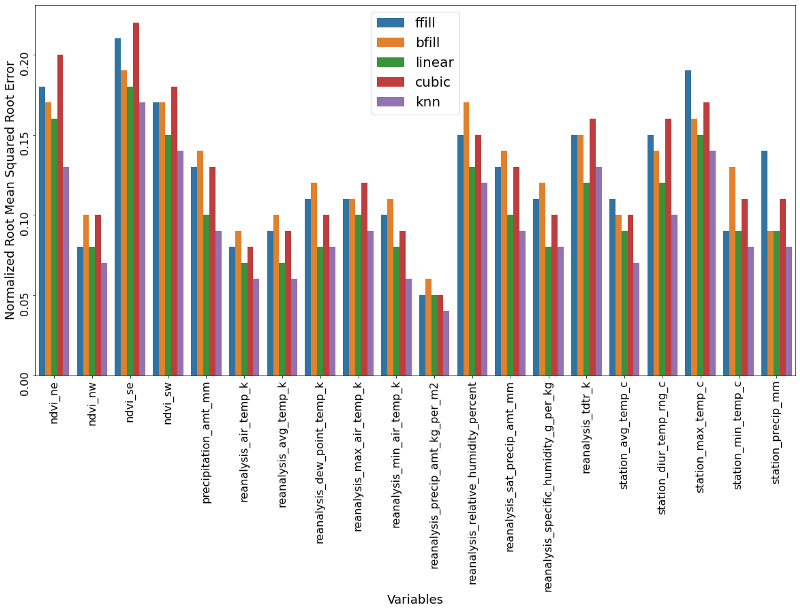 Normalized Root Mean Squared Root Error
0.20
0.15
0.10
0.05
0.00
ffill
bfill
linear
cubic
knn
ndvi_ne
ndvi_nw
ndvi_se
ndvi_sw
precipitation_amt_mm
reanalysis_air_temp_k
reanalysis_avg_temp_k
reanalysis_dew_point_temp_k
reanalysis_max_air_temp_k
reanalysis_min_air_temp_k
reanalysis_precip_amt_kg_per_m2
reanalysis_relative_humidity_percent
reanalysis_sat_precip_amt_mm
reanalysis_specific_humidity_g_per_kg
reanalysis_tdtr_k
station_avg_temp_c
station_diur_temp_rng_c
station_max_temp_c
station_min_temp_c
station_precip_mm
Variables